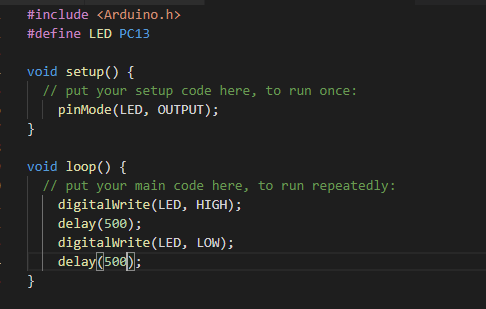 #include <Arduino.h>
#define LED PC13
void setup() {
// put your setup code here, to run once:
pinMode(LED, OUTPUT);
}
void loop() {
// put your main code here, to run repeatedly:
digitalWrite(LED, HIGH);
delay(500);
digitalWrite(LED, LOW);
delay(500);
}